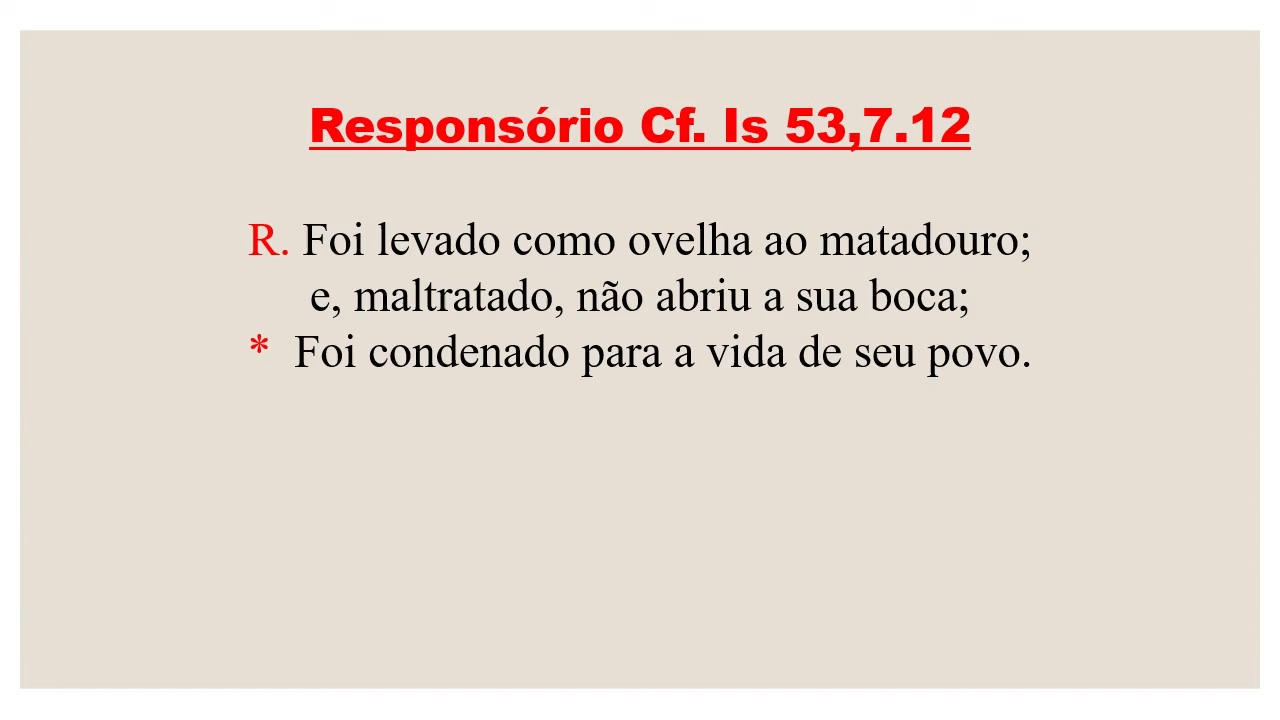 Responsório Cf. Is 53,7.12
R. Foi levado como ovelha ao matadouro;
e, maltratado, não abriu a sua boca;
* Foi condenado para a vida de seu povo.